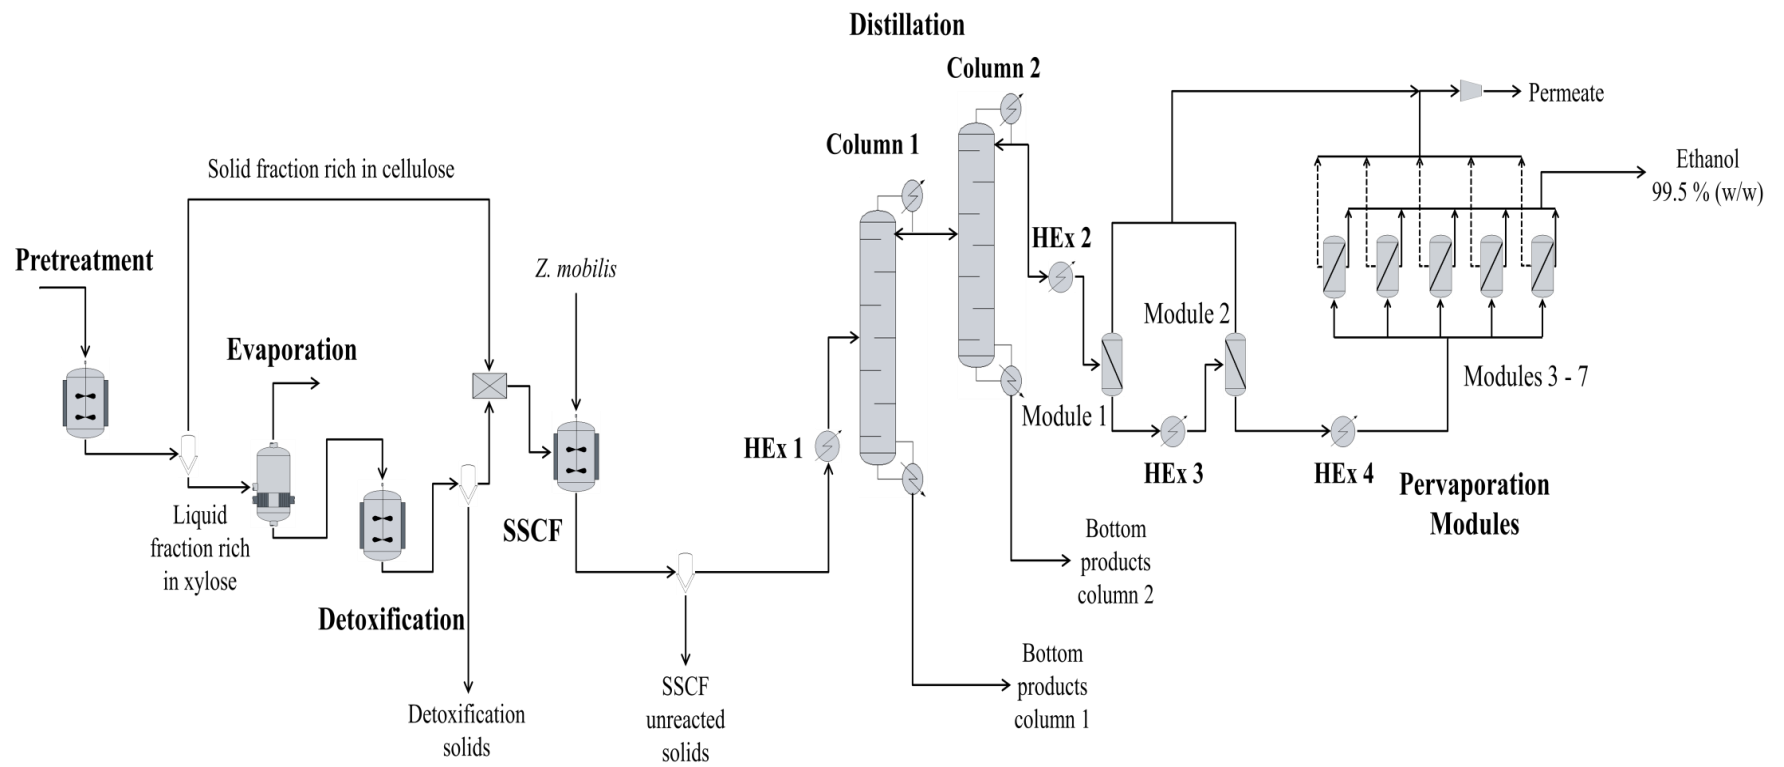 Distillation
Column 2
Permeate
Column 1
Ethanol
99.5 % (w/w)
Solid fraction rich in cellulose
HEx 2
Pretreatment
Z. mobilis
Module 2
Evaporation
Modules 3 - 7
Module 1
HEx 1
HEx 3
HEx 4
Pervaporation
Modules
Liquid
fraction rich
in xylose
SSCF
Bottom
products
column 2
Detoxification
Bottom
products
column 1
SSCF
unreacted
solids
Detoxification
solids